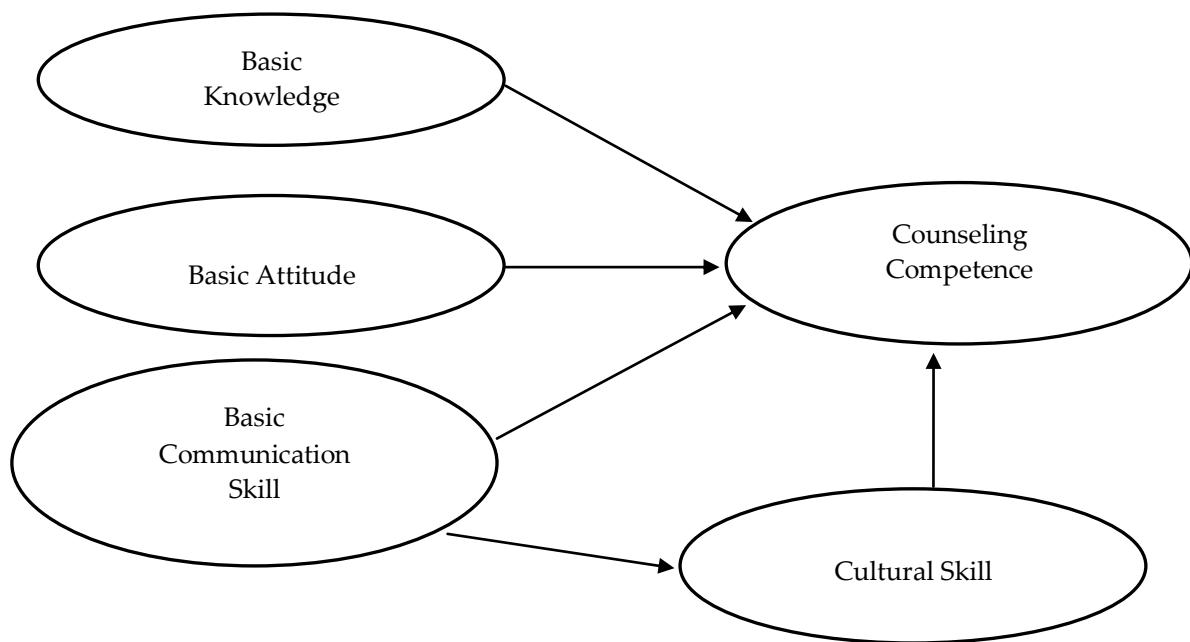 Basic
Knowledge
Basic Attitude
Basic
Communication
Skill
Counseling
Competence
Cultural Skill